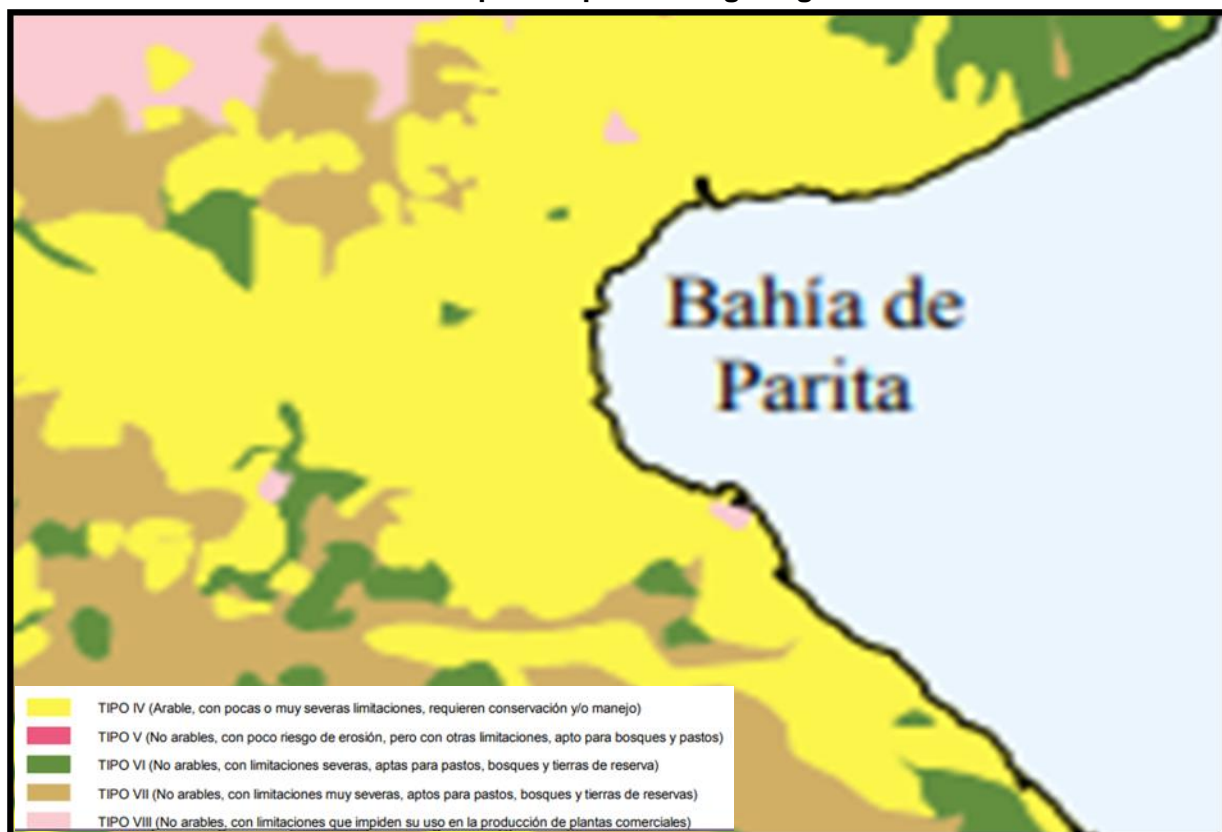 Bahía de
Parita
TIPO IV (Arable, con pocas o muy severas limitaciones, requieren conservación y/o manejo)
TIPO V (No arables, con poco riesgo de erosión, pero con otras limitaciones, apto para bosques y pastos)
TIPO VI (No arables, con limitaciones severas, aptas para pastos, bosques y tierras de reserva)
TIPO VII (No arables, con limitaciones muy severas, aptos para pastos, bosques y tierras de reservas)
TIPO VIII (No arables, con limitaciones que impiden su uso en la producción de plantas comerciales)